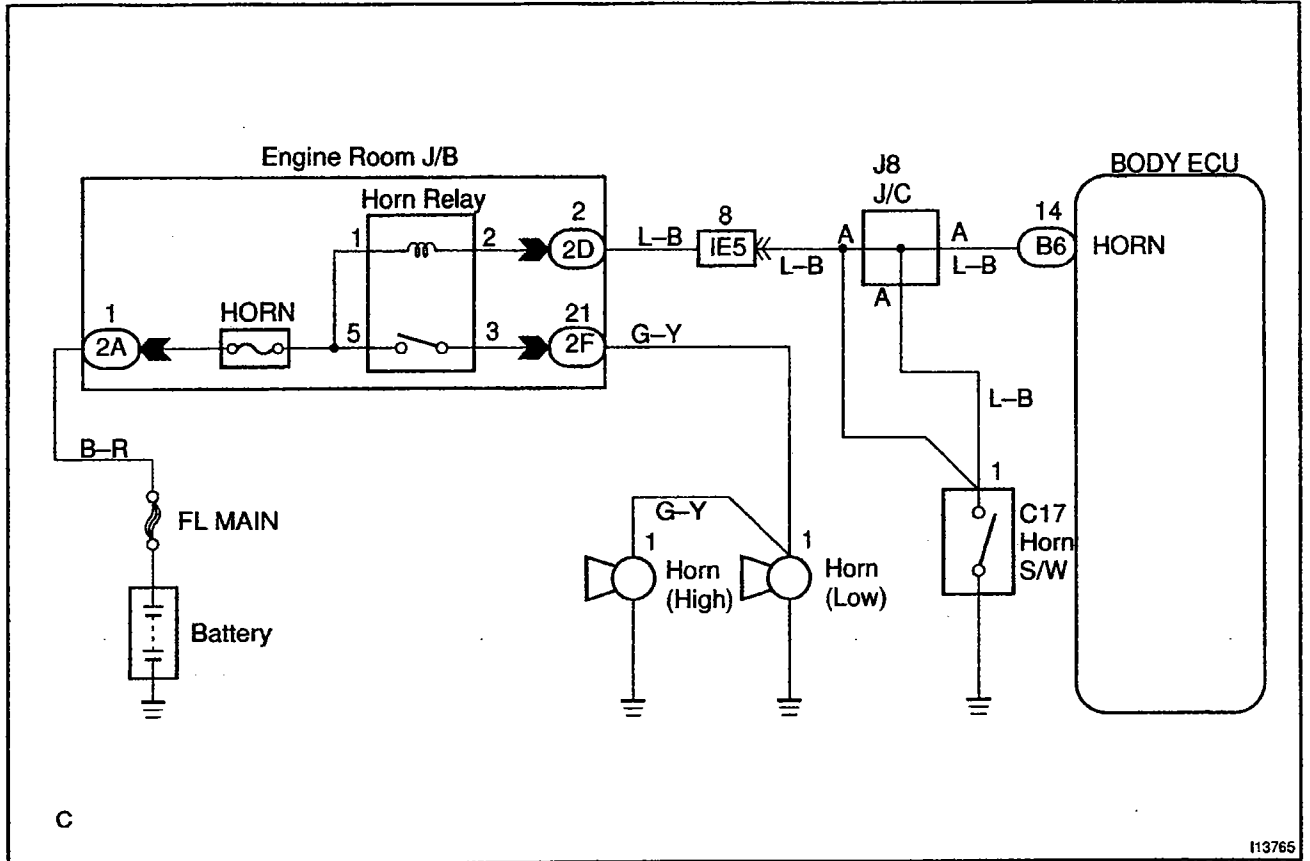 Engine Room J/B
Horn Relay
J8
J/C
BODY ECU
1
2
2
2D
L–B
8
IE5
L–B
A
A
L–B
A
14
B6
HORN
1
2A
HORN
5
3
21
2F
G–Y
L–B
B–R
FL MAIN
Battery
G–Y
1
Horn
(High)
1
Horn
(Low)
1
C17
Horn
S/W
C
I13765